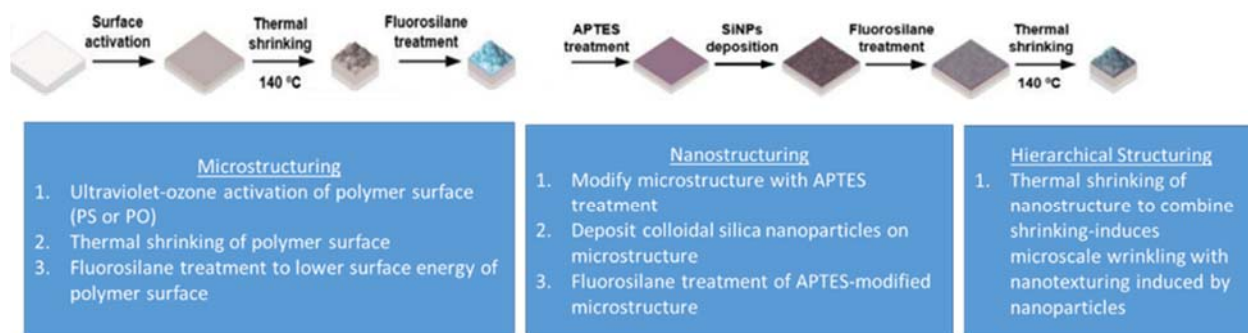 Surface activation
Thermal shrinking
140 ºC
Fluorosilane treatment
APTES treatment
SiNPs deposition
Fluorosilane treatment
Thermal shrinking
140 ºC
Microstructuring
1. Ultraviolet-ozone activation of polymer surface
(PS or PO)
2. Thermal shrinking of polymer surface
3. Fluorosilane treatment to lower surface energy of
polymer surface
Nanostructuring
1. Modify microstructure with APTES
treatment
2. Deposit colloidal silica nanoparticles on
microstructure
3. Fluorosilane treatment of APTES-modified
microstructure
Hierarchical Structuring
1. Thermal shrinking of
nanostructure to combine
shrinking-induces
microscale wrinkling with
nanotexturing induced by
nanoparticles